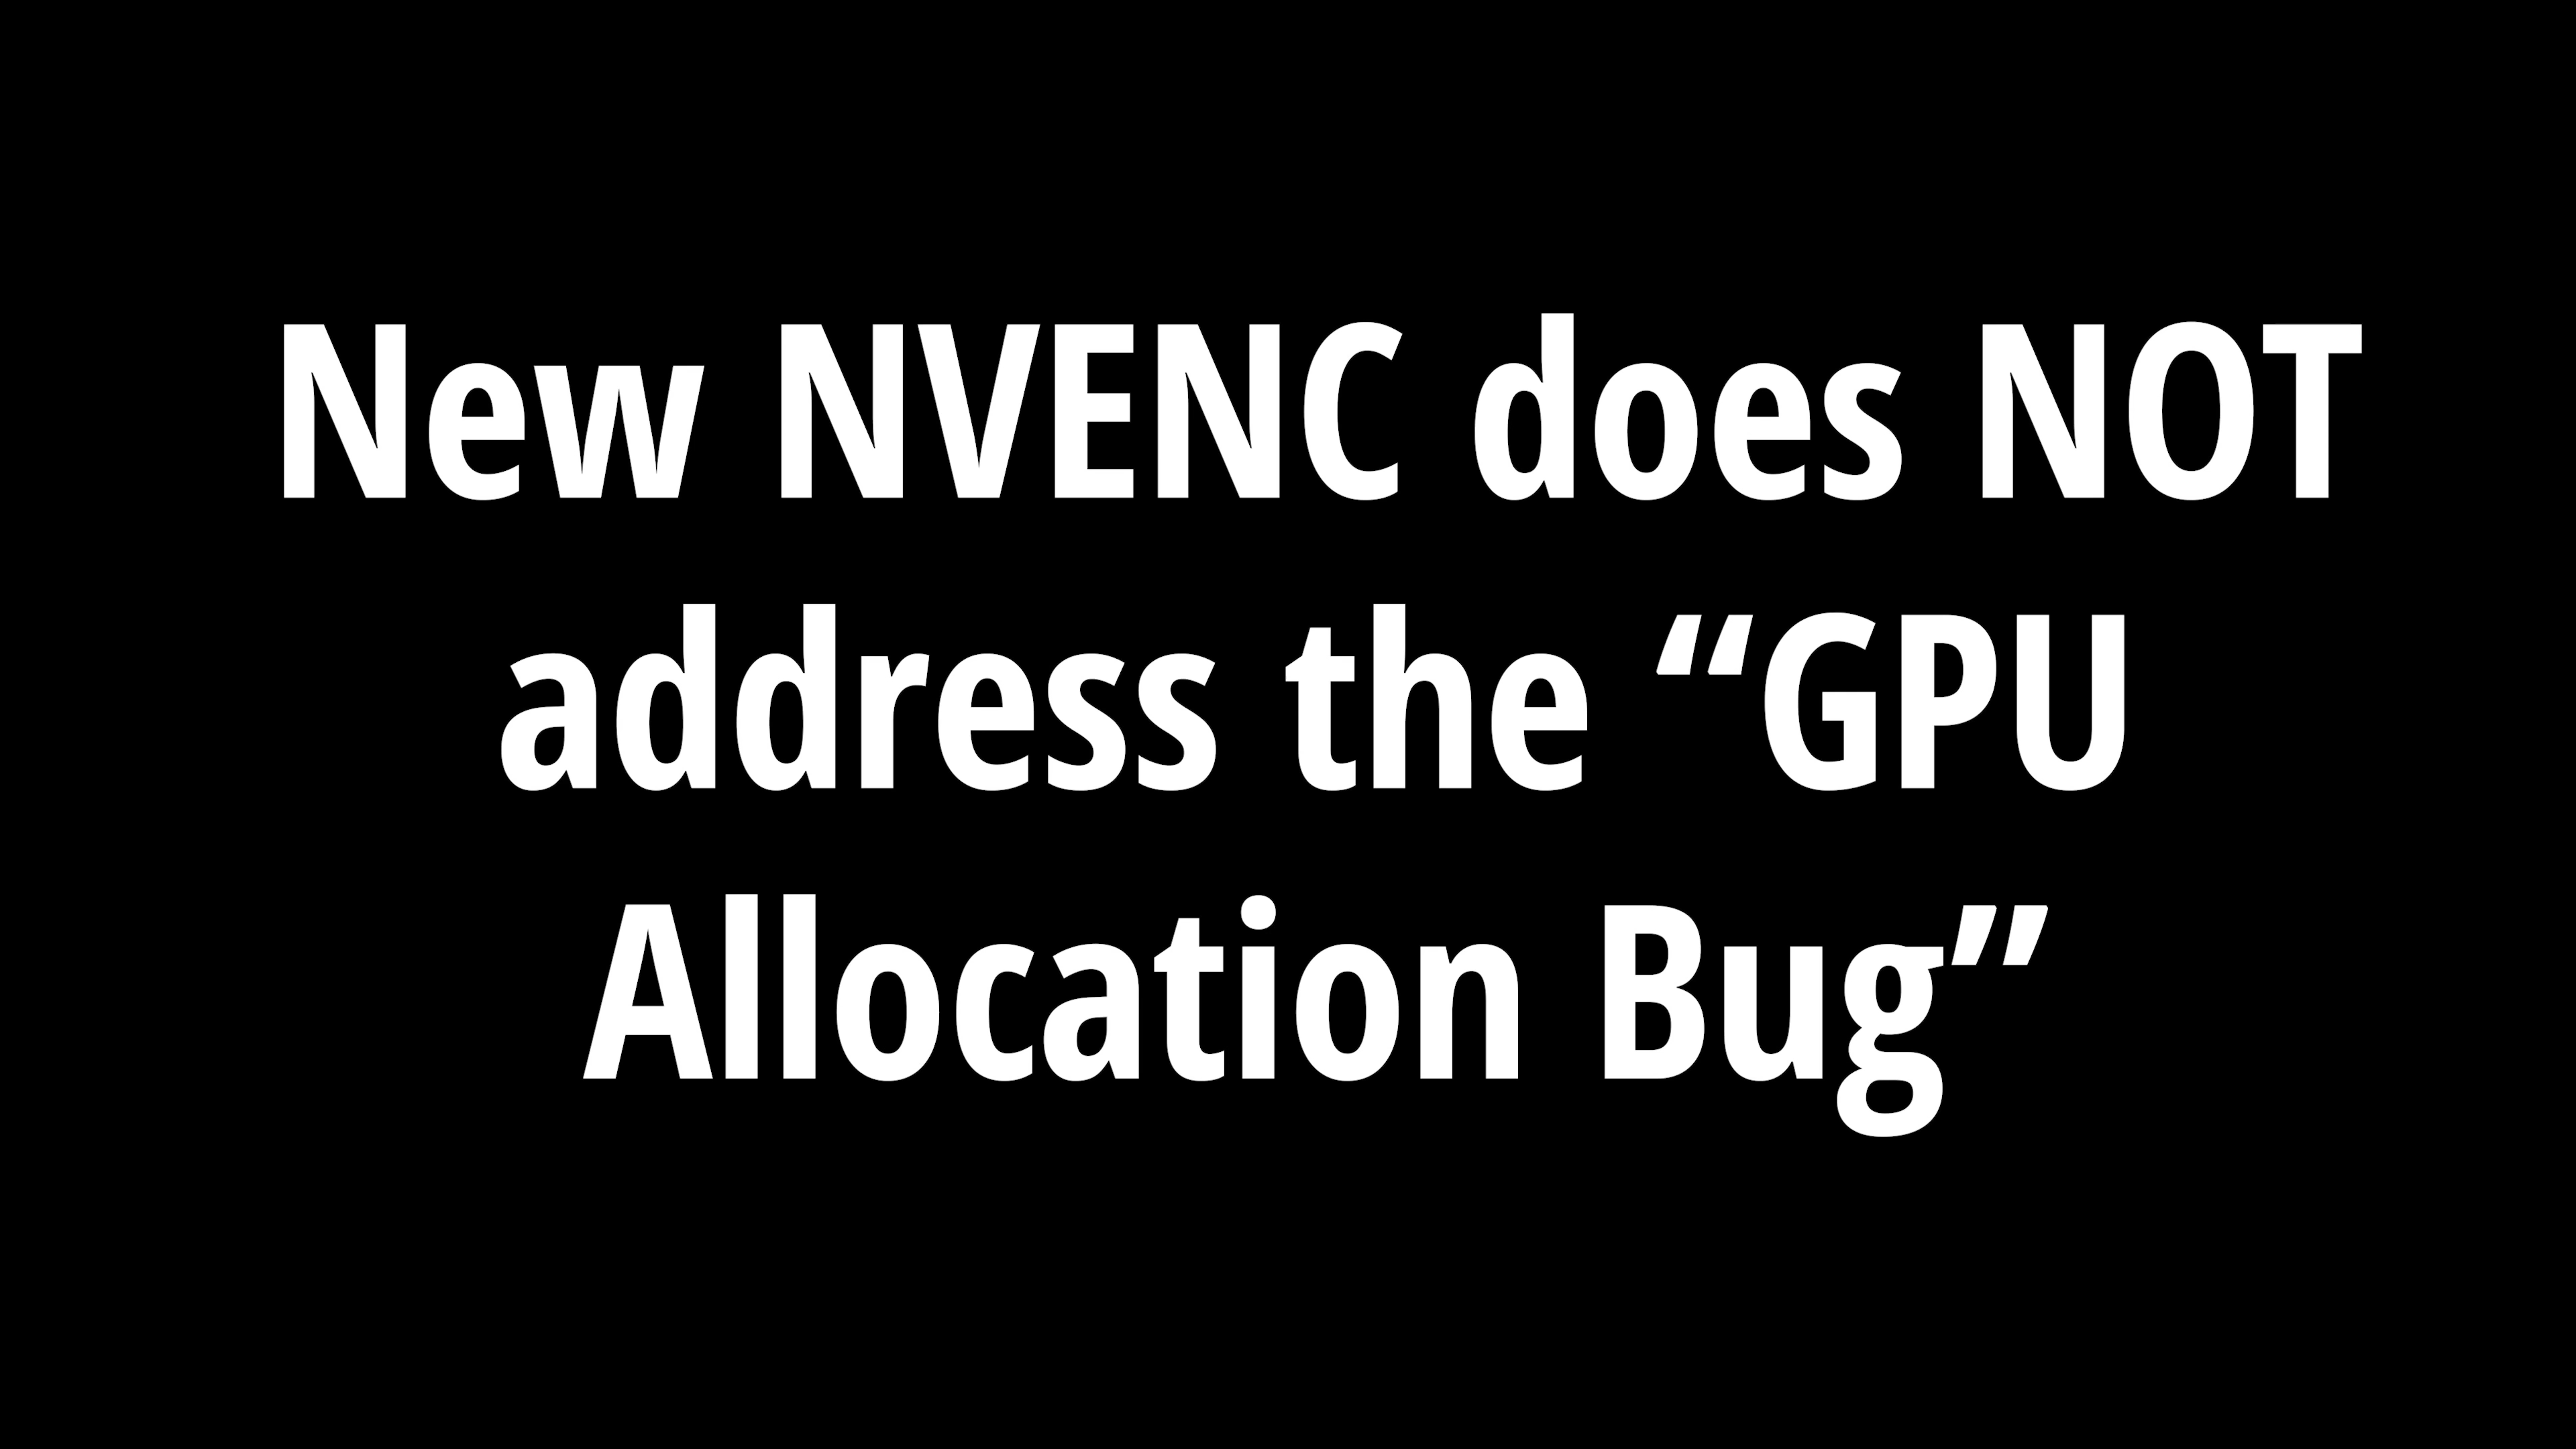 New NVENC does NOT
address the “GPU
Allocation Bug”